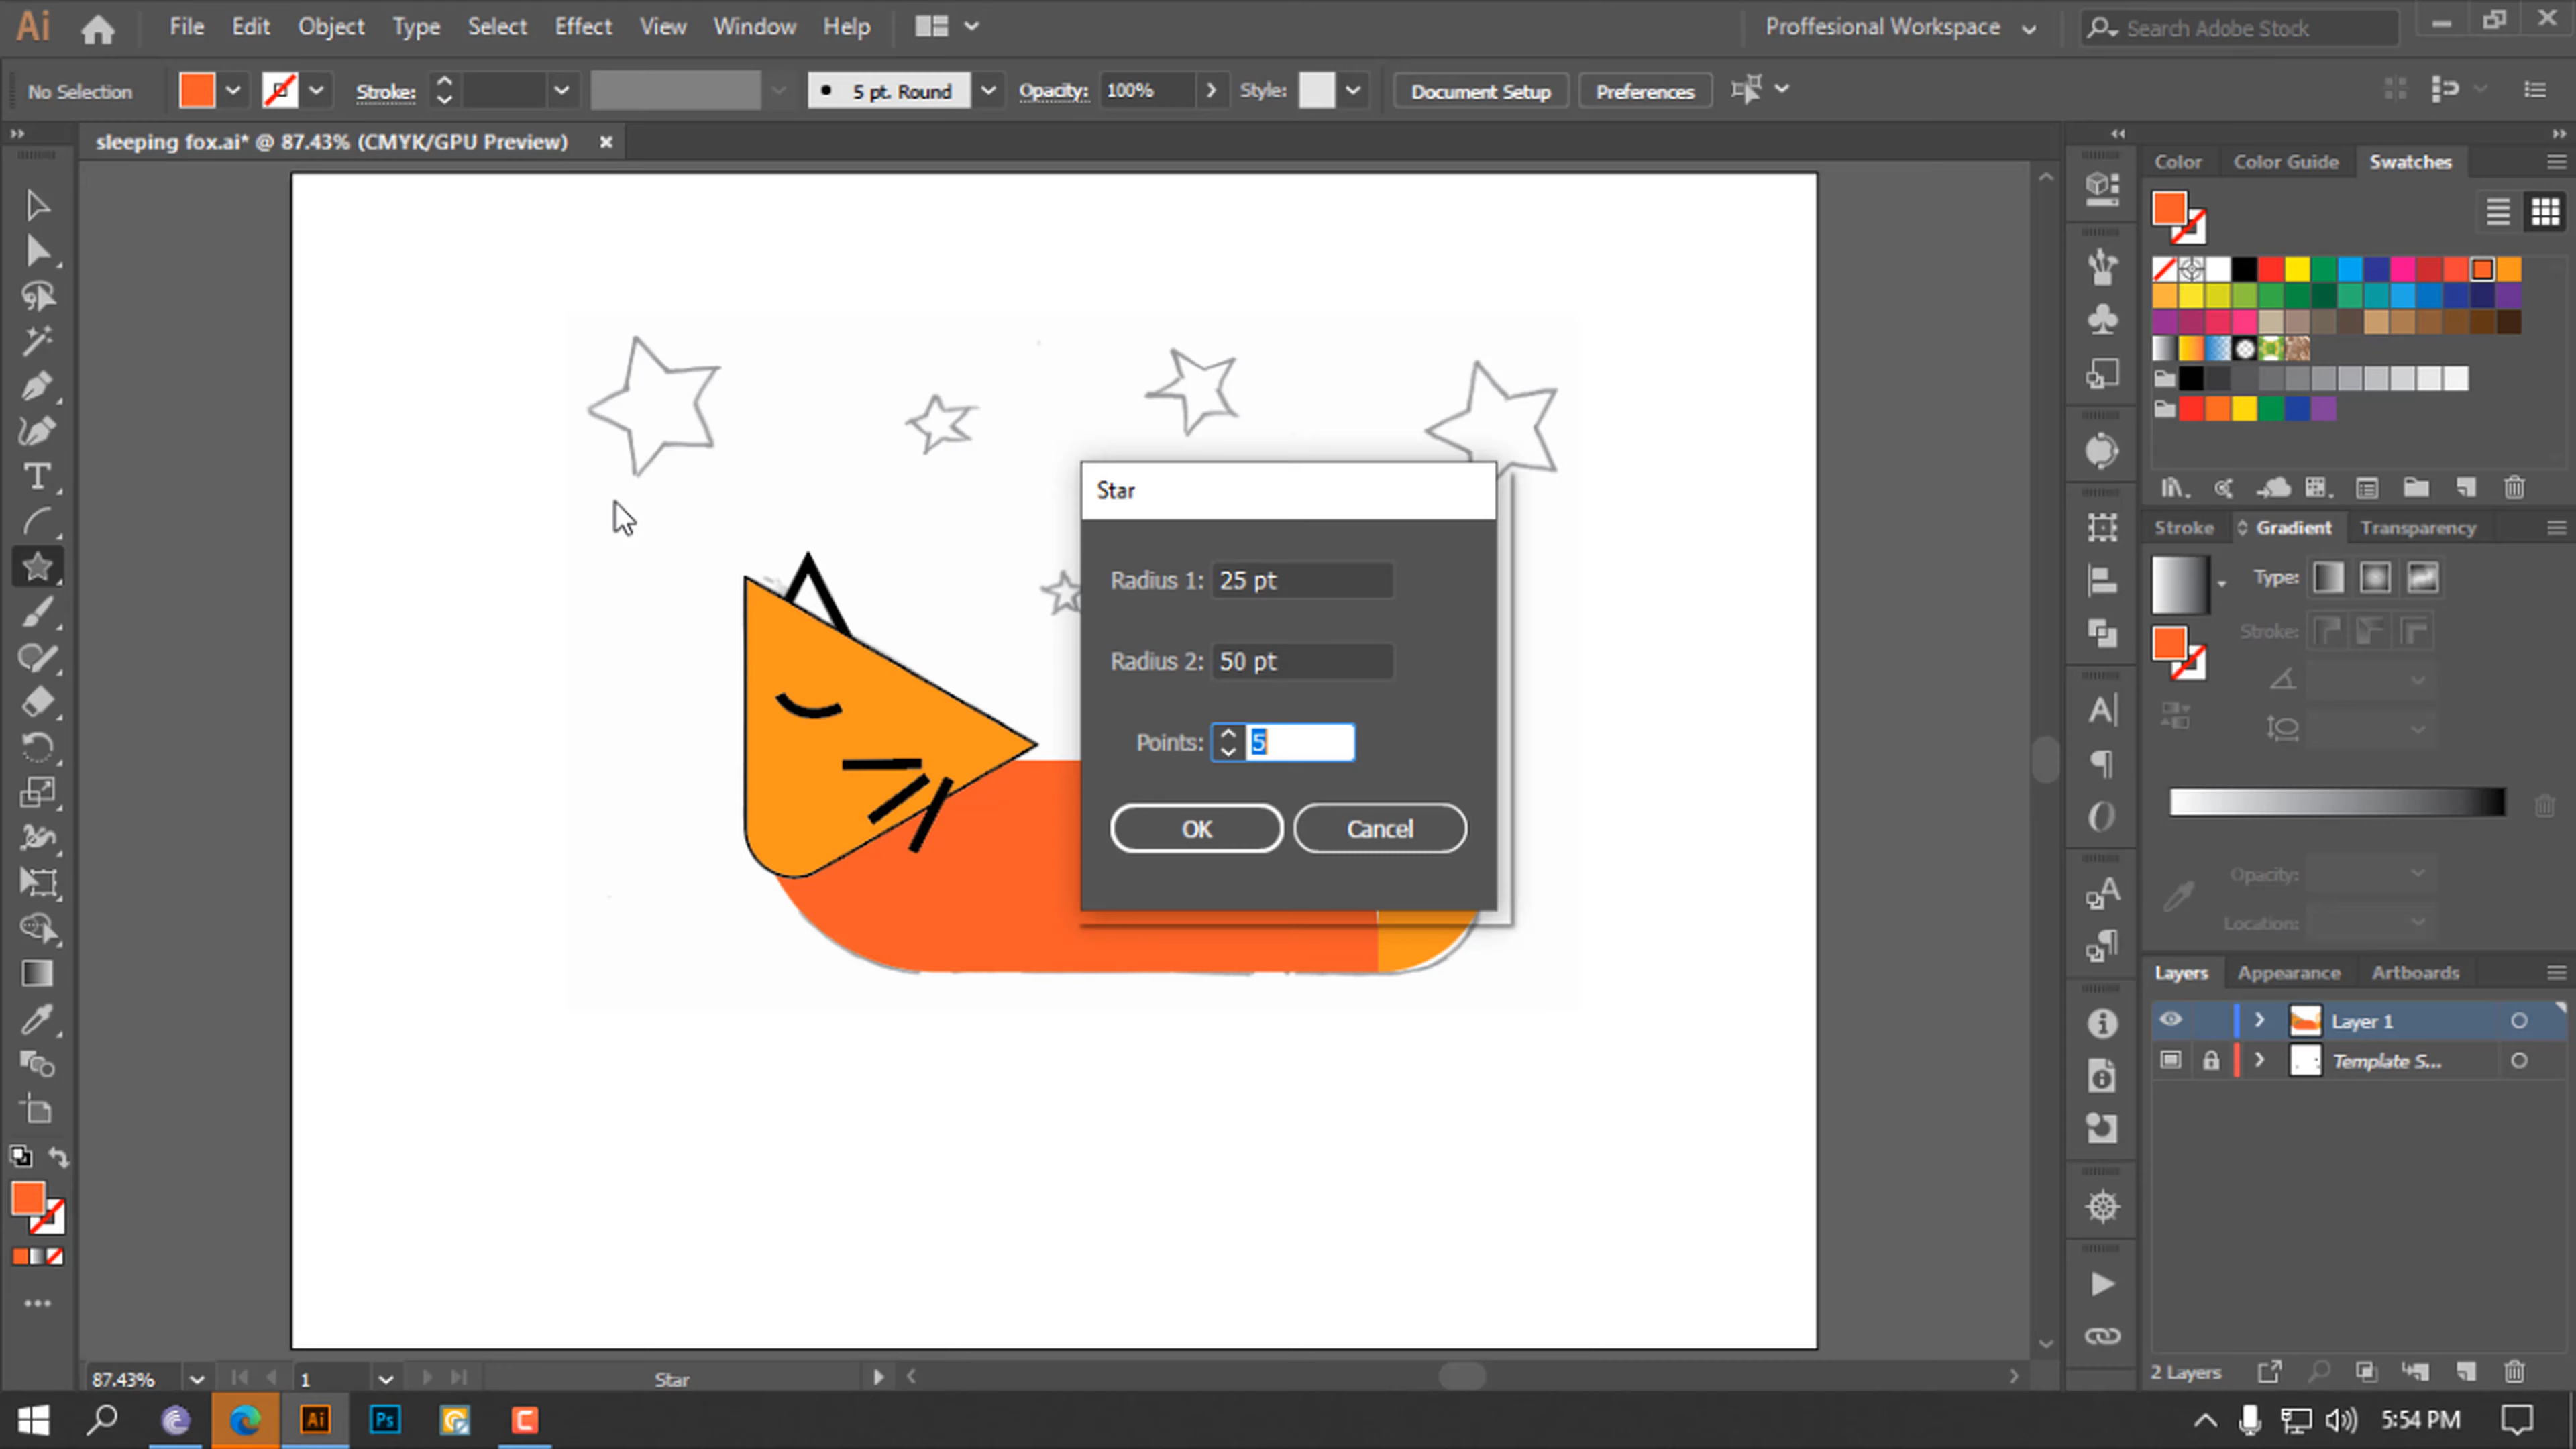 Ai File Edit Object Type Select Effect View Window Help Proffesional Workspace Search Adobe Stock
No Selection Stroke: 5 pt. Round Opacity: 100% Style: Document Setup Preferences
sleeping fox.ai* @ 87.43% (CMYK/GPU Preview) ×
Color Color Guide Swatches
Star
Radius 1: 25 pt
Radius 2: 50 pt
Points: 5
OK Cancel
Stroke Gradient Transparency
Type:
Stroke:
Opacity:
Location:
Layers Appearance Artboards
Layer 1
Template S...
2 Layers
87.43% 1 Star
Ai Ps C 5:54 PM